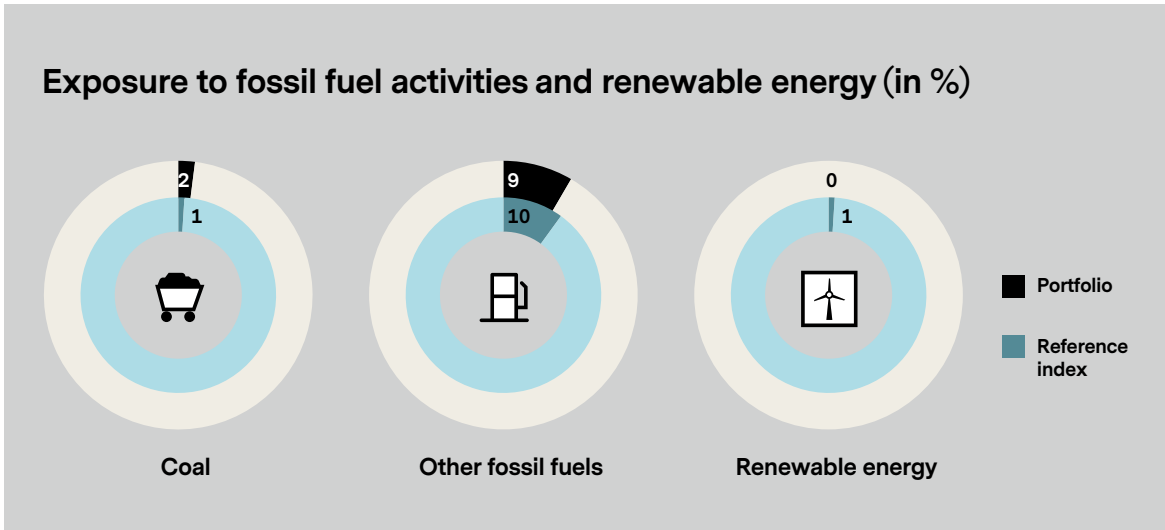 Exposure to fossil fuel activities and renewable energy (in %)
2
1
9
10
0
1
Portfolio
Reference
index
Coal
Other fossil fuels
Renewable energy